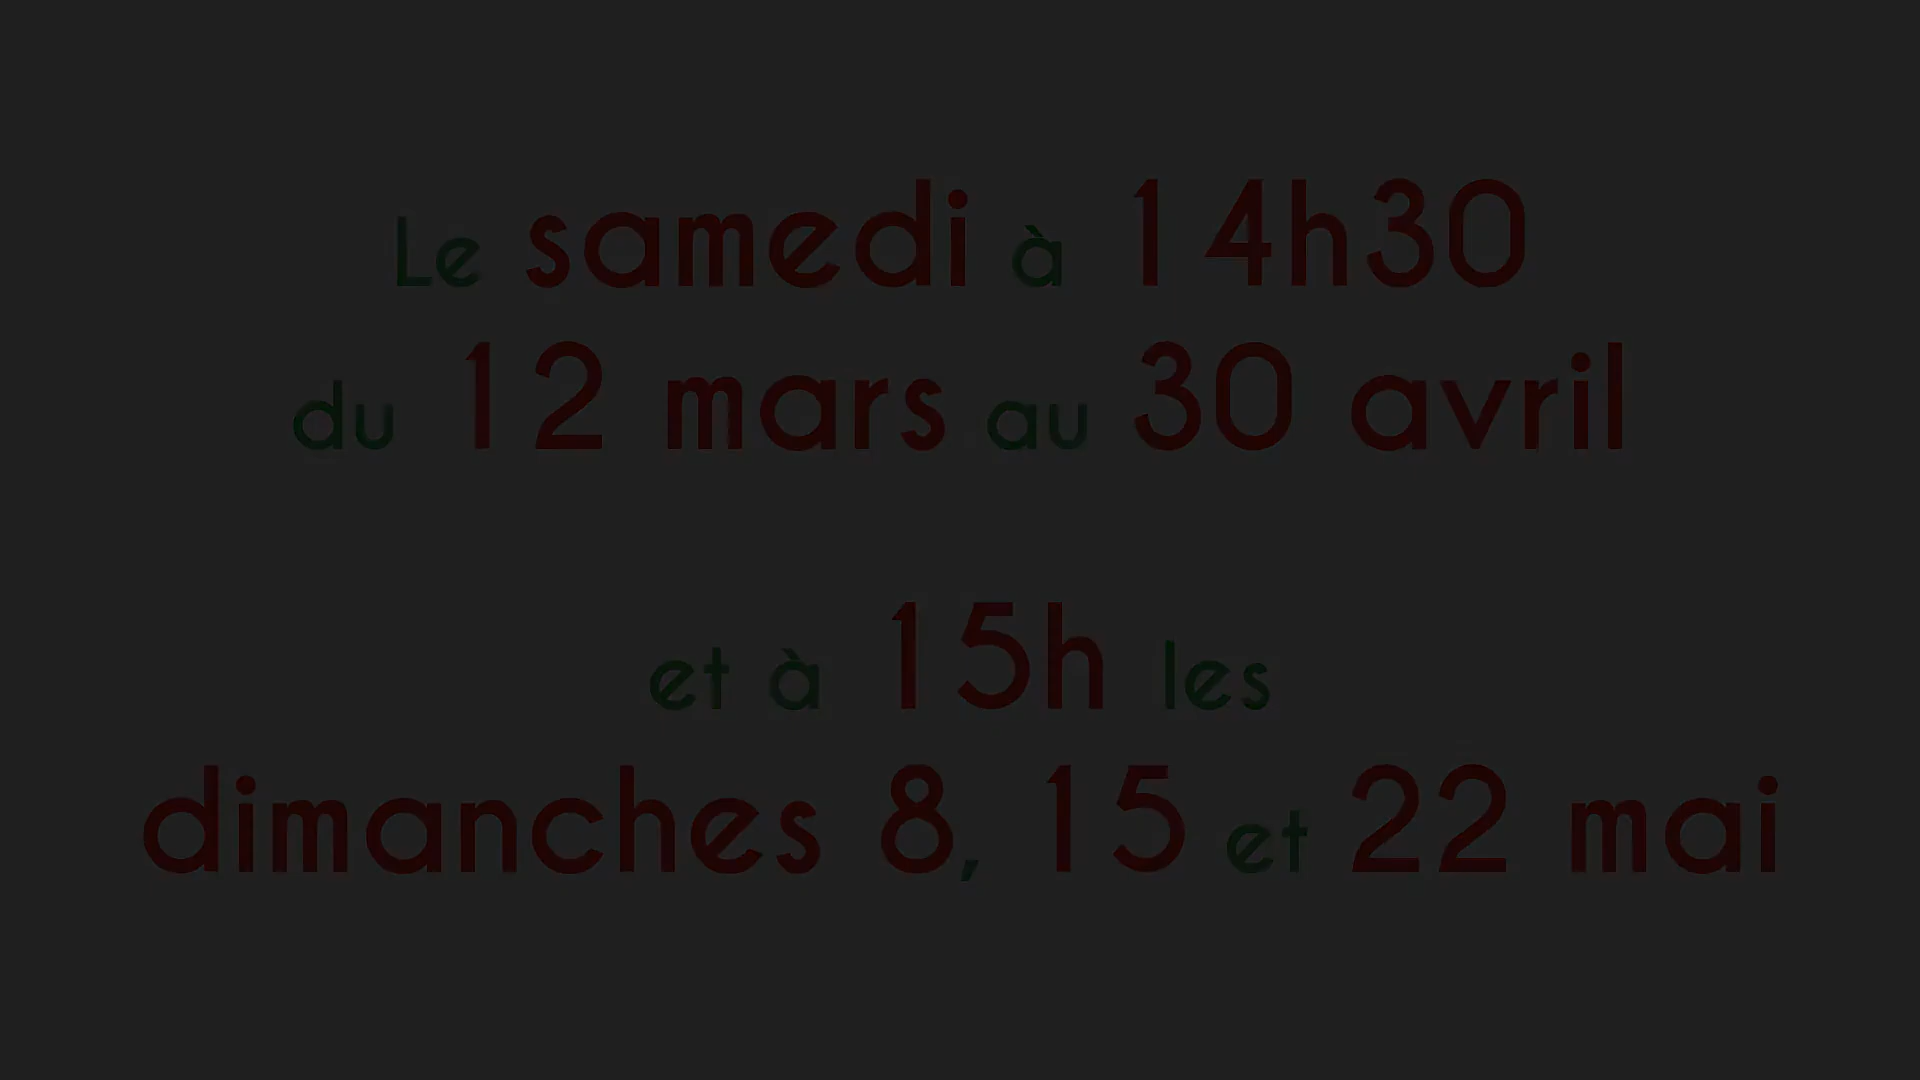 Le samedi à 14h30
du 12 mars au 30 avril
et à 15h les
dimanches 8, 15 et 22 mai